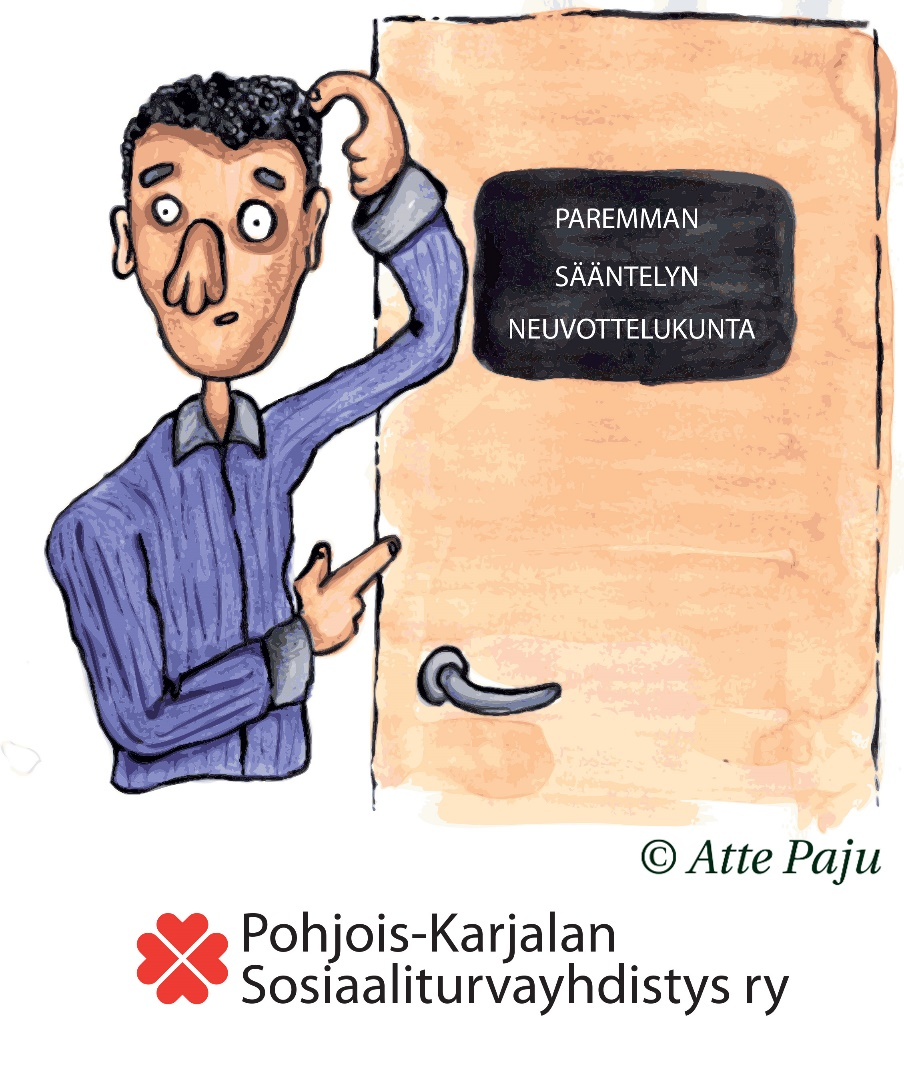 PAREMMAN
SÄÄNTELYN
NEUVOTTELUKUNTA
© Atte Paju
Pohjois-Karjalan
Sosiaaliturvayhdistys ry